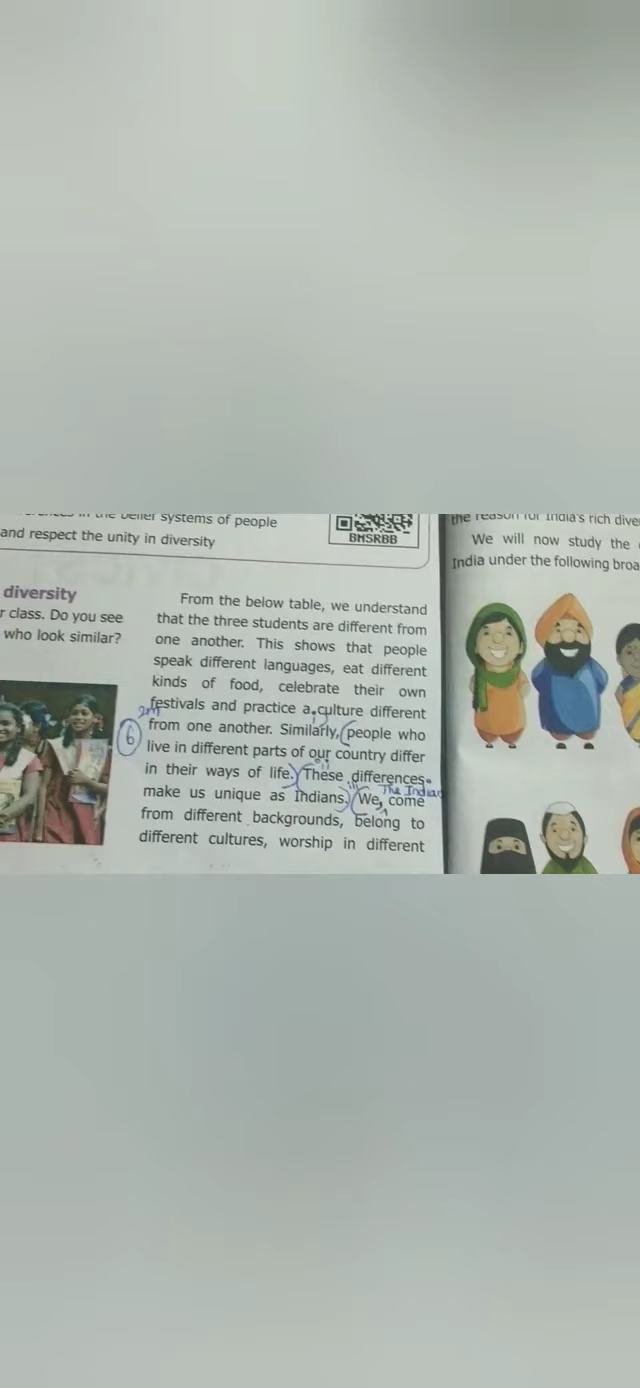 in the belief systems of people
and respect the unity in diversity
BMSRBB
diversity
r class. Do you see
who look similar?
From the below table, we understand
that the three students are different from
one another. This shows that people
speak different languages, eat different
kinds of food, celebrate their own
festivals and practice a culture different
6 from one another. Similarly, (people who
live in different parts of our country differ
in their ways of life.) (These differences
make us unique as Indians.) (We, The Indian come
from different backgrounds, belong to
different cultures, worship in different
the reason for India's rich dive
We will now study the
India under the following broa